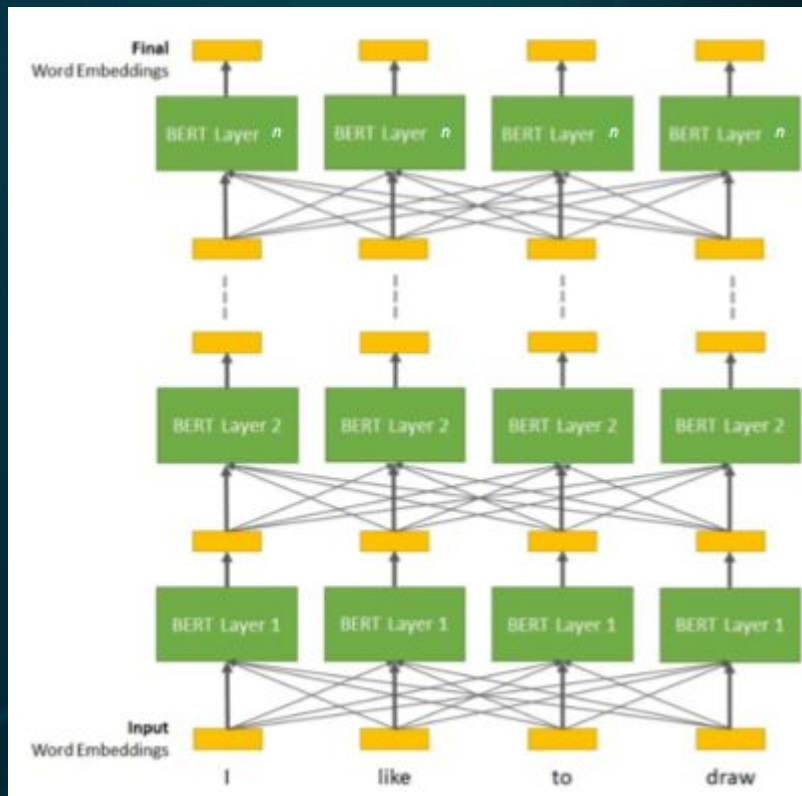 Final
Word Embeddings
BERT Layer n
BERT Layer n
BERT Layer n
BERT Layer n
BERT Layer 2
BERT Layer 2
BERT Layer 2
BERT Layer 2
BERT Layer 1
BERT Layer 1
BERT Layer 1
BERT Layer 1
Input
Word Embeddings
I
like
to
draw